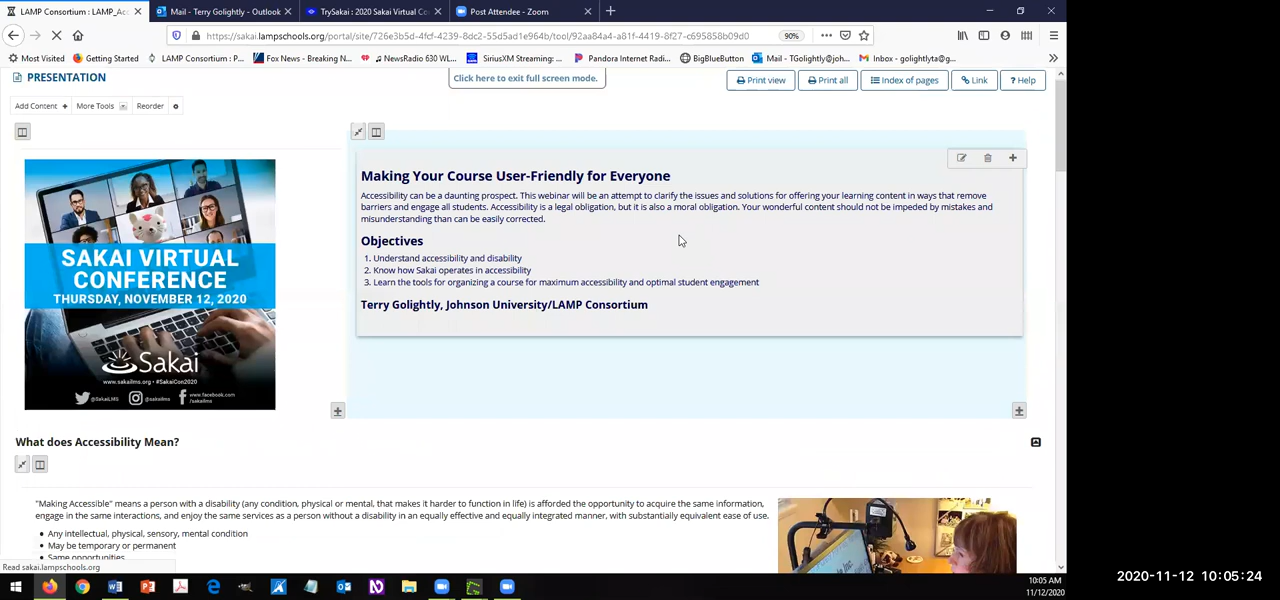 LAMP Consortium : LAMP_Ac
Mail - Terry Golightly - Outlook
TrySakai : 2020 Sakai Virtual Co
Post Attendee - Zoom
https://sakai.lampschools.org/portal/site/726e3b5d-4fcf-4239-8dc2-55d5ad1e964b/tool/92aa84a4-a81f-4419-8f27-c695858b09d0
90%
Most Visited
Getting Started
LAMP Consortium : P...
Fox News - Breaking N...
NewsRadio 630 WL...
SiriusXM Streaming: ...
Pandora Internet Radi...
BigBlueButton
Mail - TGolightly@joh...
Inbox - golightlyta@g...
PRESENTATION
Click here to exit full screen mode.
Print view
Print all
Index of pages
Link
? Help
Add Content
More Tools
Reorder
SAKAI VIRTUAL
CONFERENCE
THURSDAY, NOVEMBER 12, 2020
Sakai
www.sakailms.org • #SakaiCon2020
@SakaiLMS
@sakailms
www.facebook.com
/sakailms
Making Your Course User-Friendly for Everyone
Accessibility can be a daunting prospect. This webinar will be an attempt to clarify the issues and solutions for offering your learning content in ways that remove
barriers and engage all students. Accessibility is a legal obligation, but it is also a moral obligation. Your wonderful content should not be impeded by mistakes and
misunderstanding than can be easily corrected.
Objectives
1. Understand accessibility and disability
2. Know how Sakai operates in accessibility
3. Learn the tools for organizing a course for maximum accessibility and optimal student engagement
Terry Golightly, Johnson University/LAMP Consortium
What does Accessibility Mean?
"Making Accessible" means a person with a disability (any condition, physical or mental, that makes it harder to function in life) is afforded the opportunity to acquire the same information,
engage in the same interactions, and enjoy the same services as a person without a disability in an equally effective and equally integrated manner, with substantially equivalent ease of use.
• Any intellectual, physical, sensory, mental condition
• May be temporary or permanent
• Same opportunities
Read sakai.lampschools.org
10:05 AM
11/12/2020
2020-11-12 10:05:24